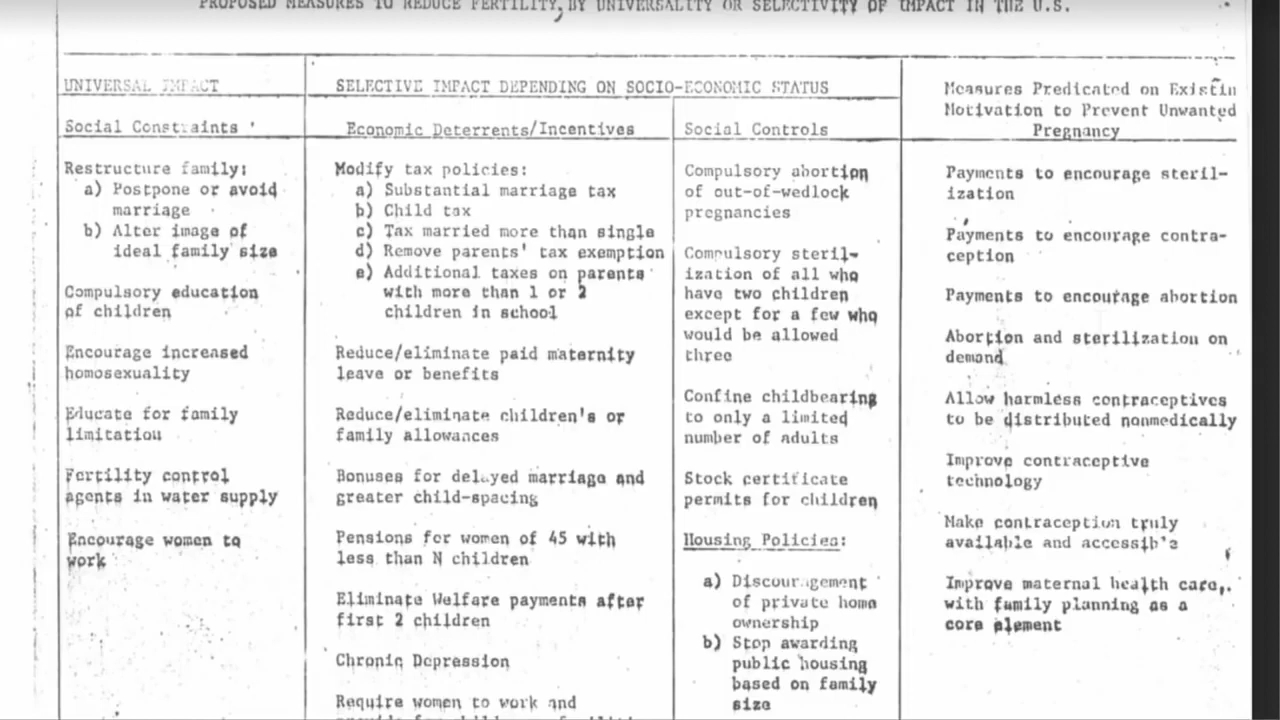 PROPOSED MEASURES TO REDUCE FERTILITY, BY UNIVERSALITY OR SELECTIVITY OF IMPACT IN THE U.S.
UNIVERSAL IMPACT
Social Constraints
Restructure family:
a) Postpone or avoid
marriage
b) Alter image of
ideal family size
Compulsory education
of children
Encourage increased
homosexuality
Educate for family
limitation
Fertility control
agents in water supply
Encourage women to
work
SELECTIVE IMPACT DEPENDING ON SOCIO-ECONOMIC STATUS
Economic Deterrents/Incentives
Modify tax policies:
a) Substantial marriage tax
b) Child tax
c) Tax married more than single
d) Remove parents' tax exemption
e) Additional taxes on parents
with more than 1 or 2
children in school
Reduce/eliminate paid maternity
leave or benefits
Reduce/eliminate children's or
family allowances
Bonuses for delayed marriage and
greater child-spacing
Pensions for women of 45 with
less than N children
Eliminate Welfare payments after
first 2 children
Chronic Depression
Require women to work and
Social Controls
Compulsory abortion
of out-of-wedlock
pregnancies
Compulsory steril-
ization of all who
have two children
except for a few who
would be allowed
three
Confine childbearing
to only a limited
number of adults
Stock certificate
permits for children
Housing Policies:
a) Discouragement
of private home
ownership
b) Stop awarding
public housing
based on family
size
Measures Predicated on Existin
Motivation to Prevent Unwanted
Pregnancy
Payments to encourage steril-
ization
Payments to encourage contra-
ception
Payments to encourage abortion
Abortion and sterilization on
demand
Allow harmless contraceptives
to be distributed nonmedically
Improve contraceptive
technology
Make contraception truly
available and accessible
Improve maternal health care,
with family planning as a
core element